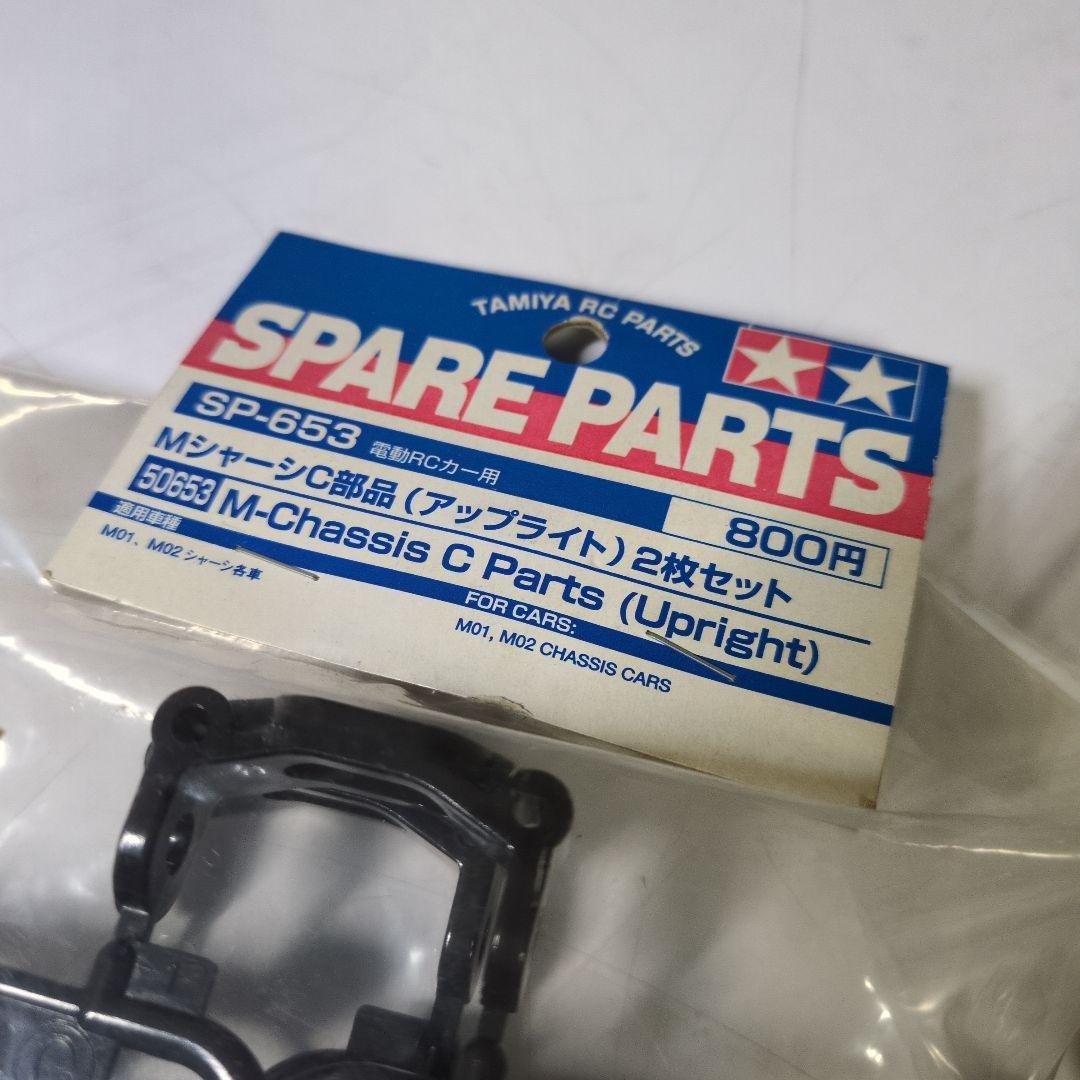 TAMIYA RC PARTS
SPARE PARTS
SP-653 電動RCカー用
800円
MシャーシC部品(アップライト)2枚セット
50653 M-Chassis C Parts (Upright)
適用車種
M01、M02シャーシ各車
FOR CARS:
M01, M02 CHASSIS CARS